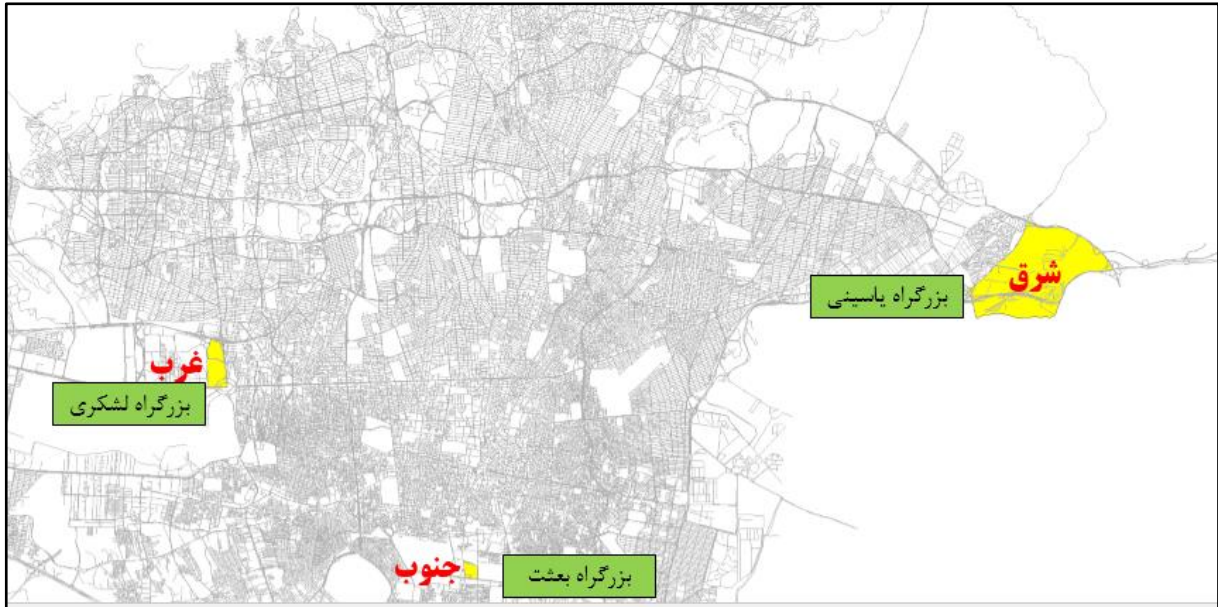 شرق
بزرگراه یاسینی
غرب
بزرگراه لشکری
جنوب
بزرگراه بعثت